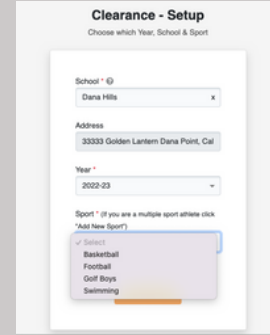 Clearance - Setup
Choose which Year, School & Sport
School *
Dana Hills x
Address
33333 Golden Lantern Dana Point, Cal
Year *
2022-23
Sport * (If you are a multiple sport athlete click
"Add New Sport")
✓ Select
Basketball
Football
Golf Boys
Swimming